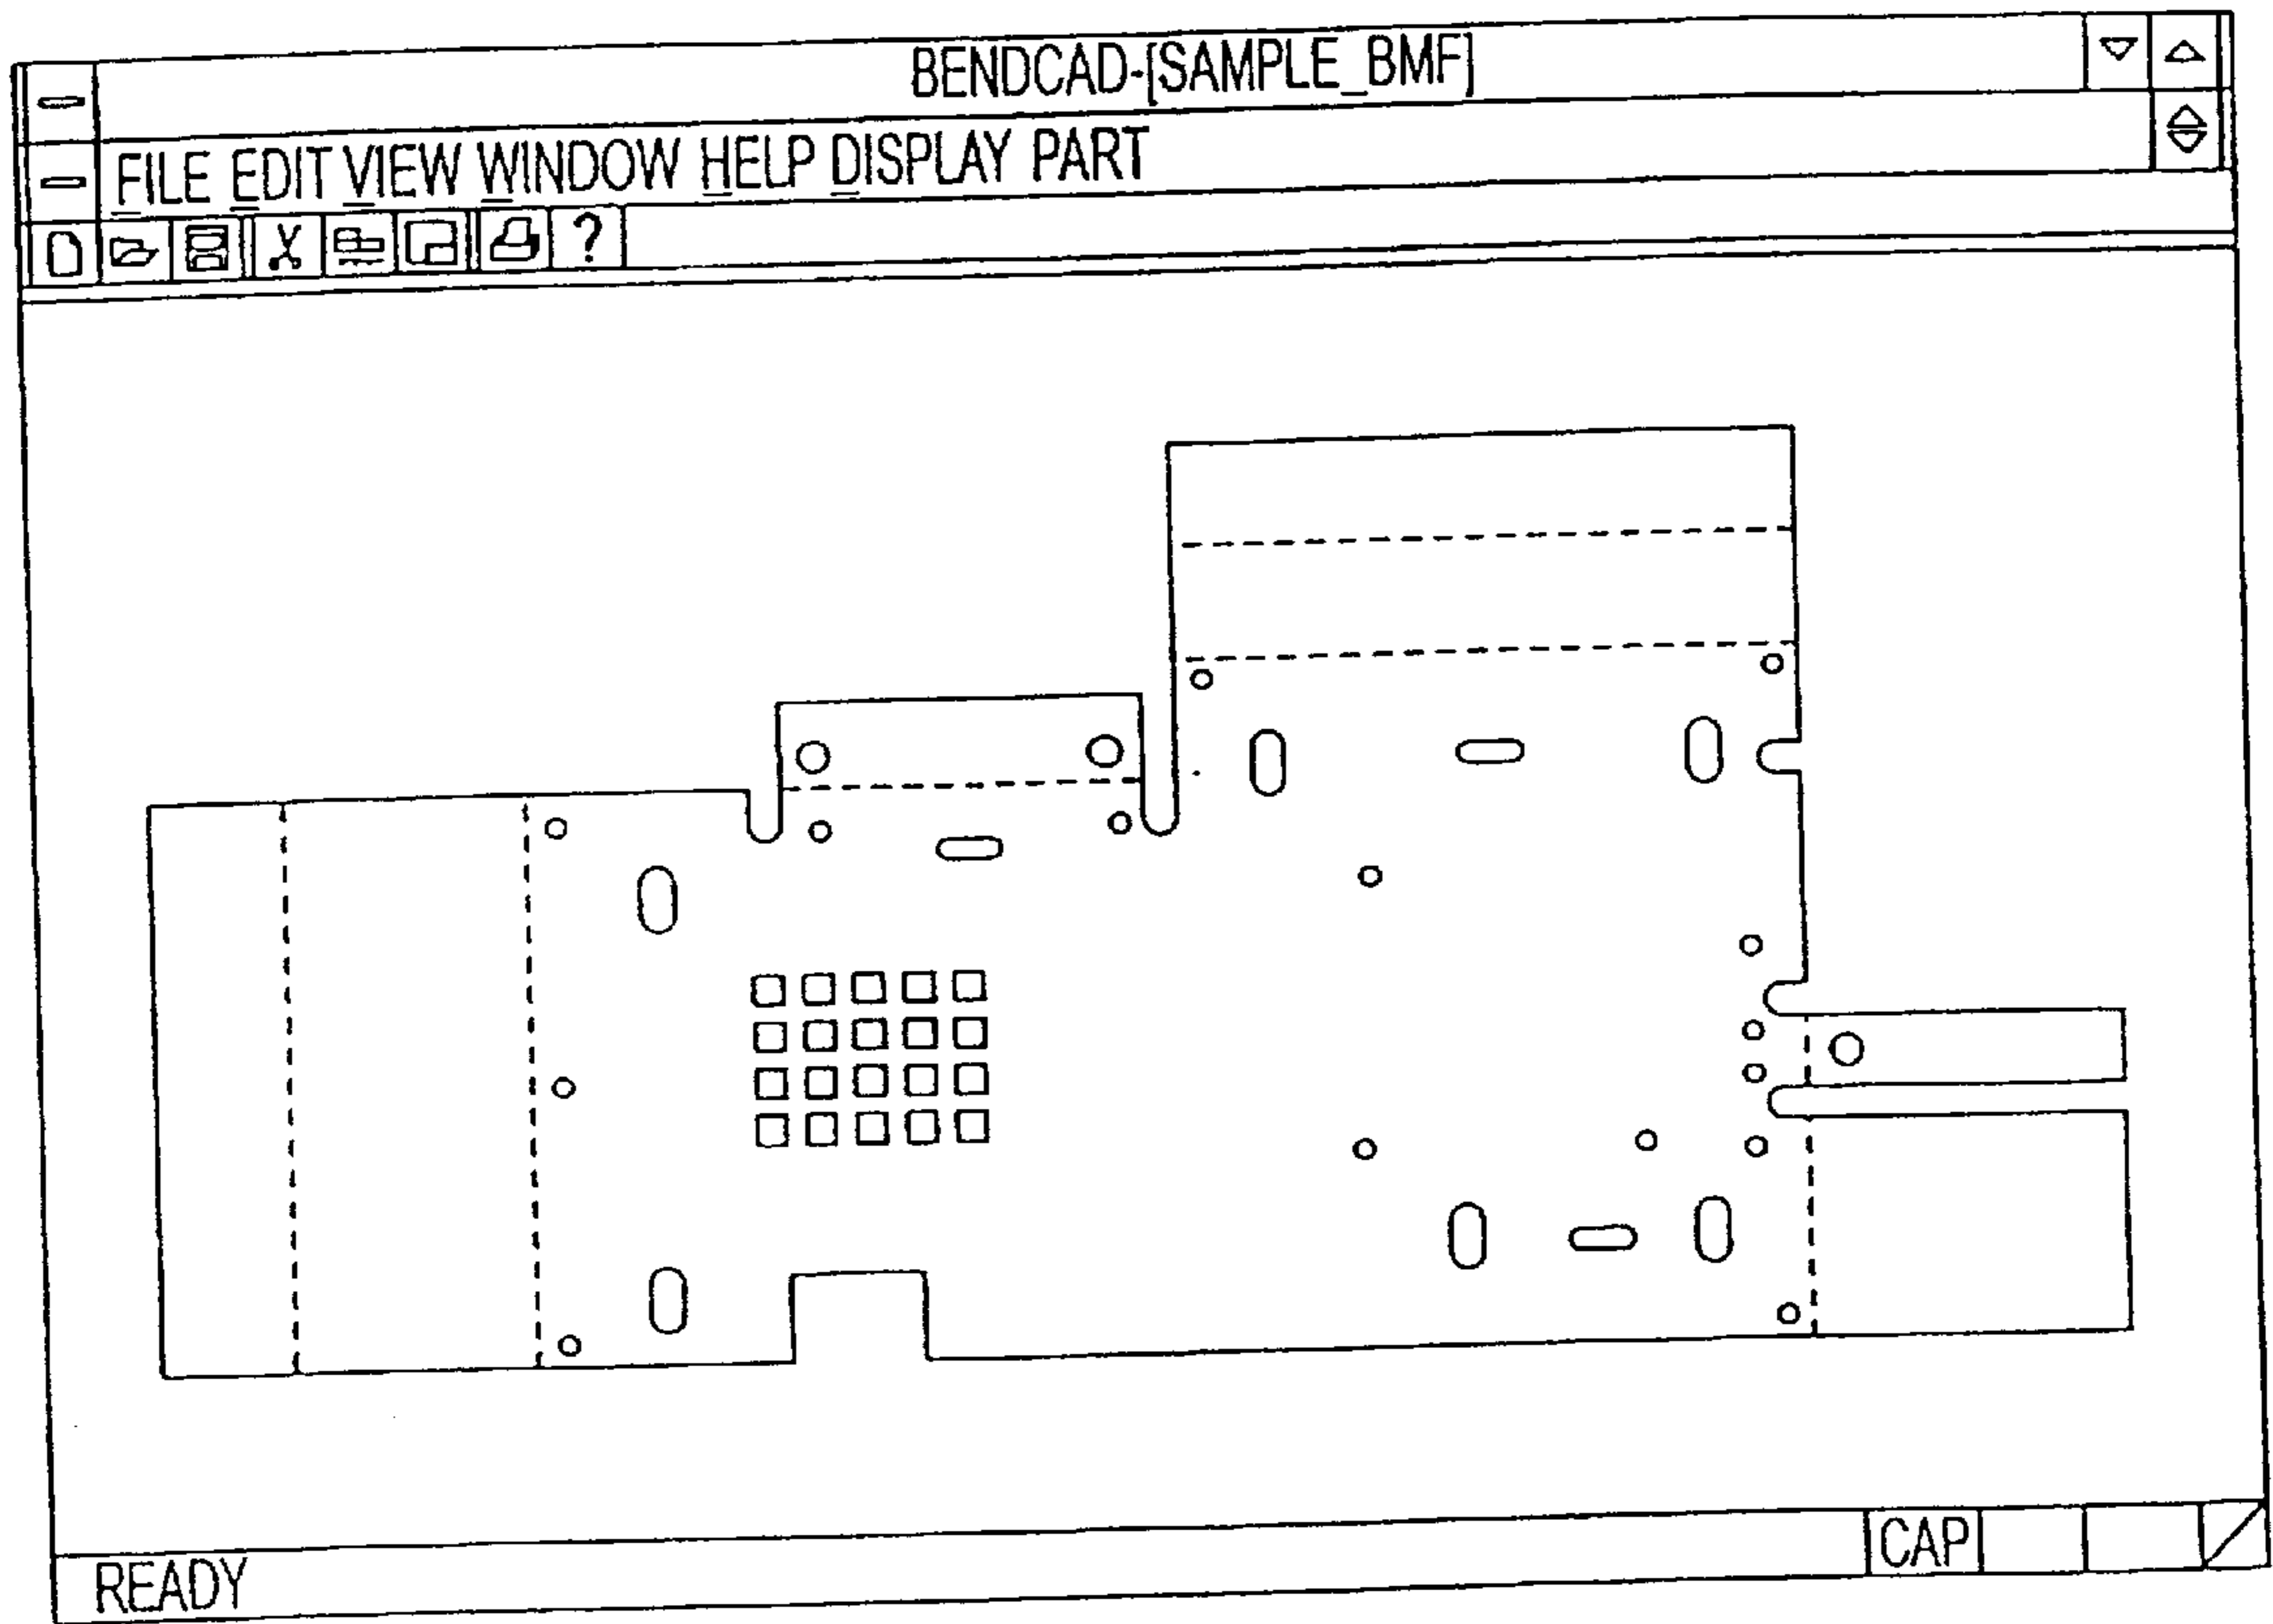 BENDCAD-[SAMPLE_BMF]
FILE EDIT VIEW WINDOW HELP DISPLAY PART
?
READY
CAP